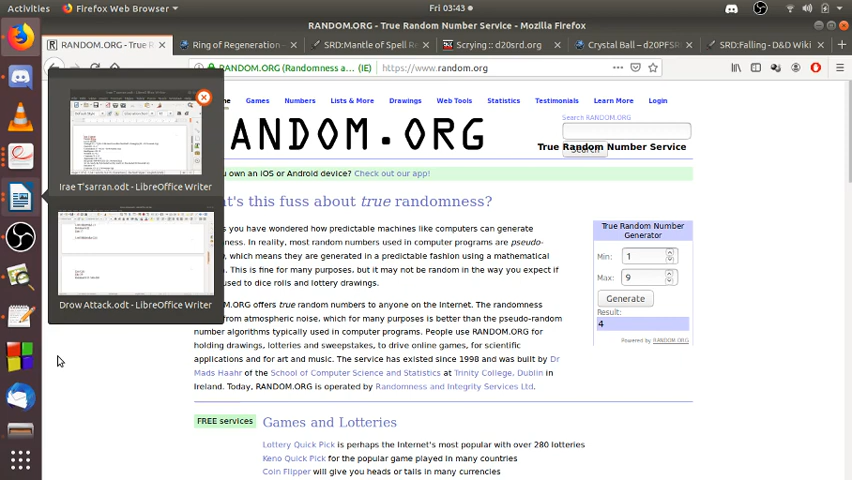 Activities
Firefox Web Browser
Fri 03:43
RANDOM.ORG - True Random Number Service - Mozilla Firefox
RANDOM.ORG - True R
Ring of Regeneration -
SRD:Mantle of Spell Re
Scrying :: d20srd.org
Crystal Ball – d20PFSR
SRD:Falling - D&D Wiki
RANDOM.ORG (Randomness a... (IE)
https://www.random.org
me
Games
Numbers
Lists & More
Drawings
Web Tools
Statistics
Testimonials
Learn More
Login
Search RANDOM.ORG
ANDOM.ORG
True Random Number Service
Search
wn an iOS or Android device? Check out our app!
Irae T'sarran.odt - LibreOffice Writer
Drow Attack.odt - LibreOffice Writer
at's this fuss about true randomness?
s you have wondered how predictable machines like computers can generate
ness. In reality, most random numbers used in computer programs are pseudo-
, which means they are generated in a predictable fashion using a mathematical
. This is fine for many purposes, but it may not be random in the way you expect if
ed to dice rolls and lottery drawings.
OM.ORG offers true random numbers to anyone on the Internet. The randomness
rom atmospheric noise, which for many purposes is better than the pseudo-random
number algorithms typically used in computer programs. People use RANDOM.ORG for
holding drawings, lotteries and sweepstakes, to drive online games, for scientific
applications and for art and music. The service has existed since 1998 and was built by Dr
Mads Haahr of the School of Computer Science and Statistics at Trinity College, Dublin in
Ireland. Today, RANDOM.ORG is operated by Randomness and Integrity Services Ltd.
True Random Number
Generator
Min: 1
Max: 9
Generate
Result:
4
Powered by RANDOM.ORG
FREE services
Games and Lotteries
Lottery Quick Pick is perhaps the Internet's most popular with over 280 lotteries
Keno Quick Pick for the popular game played in many countries
Coin Flipper will give you heads or tails in many currencies